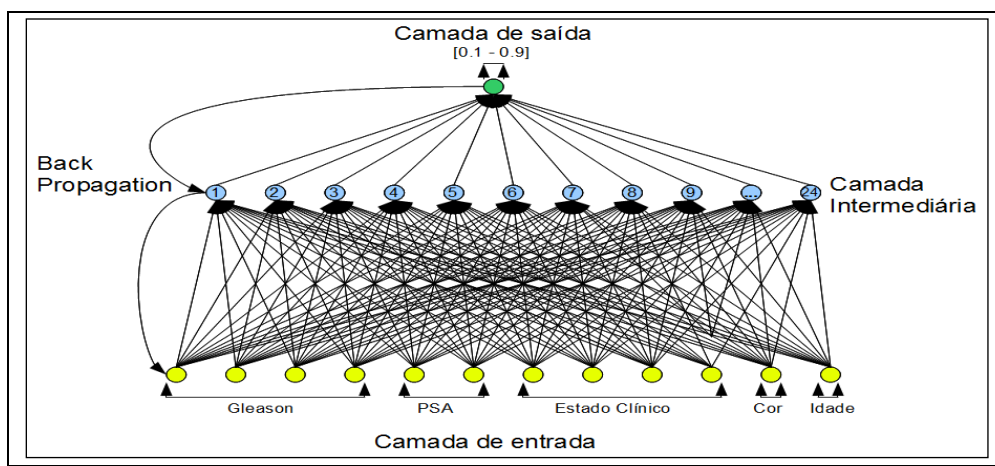 Camada de saída
[0.1 - 0.9]
Back
Propagation
1 2 3 4 5 6 7 8 9 ... 24
Camada
Intermediária
Gleason PSA Estado Clínico Cor Idade
Camada de entrada